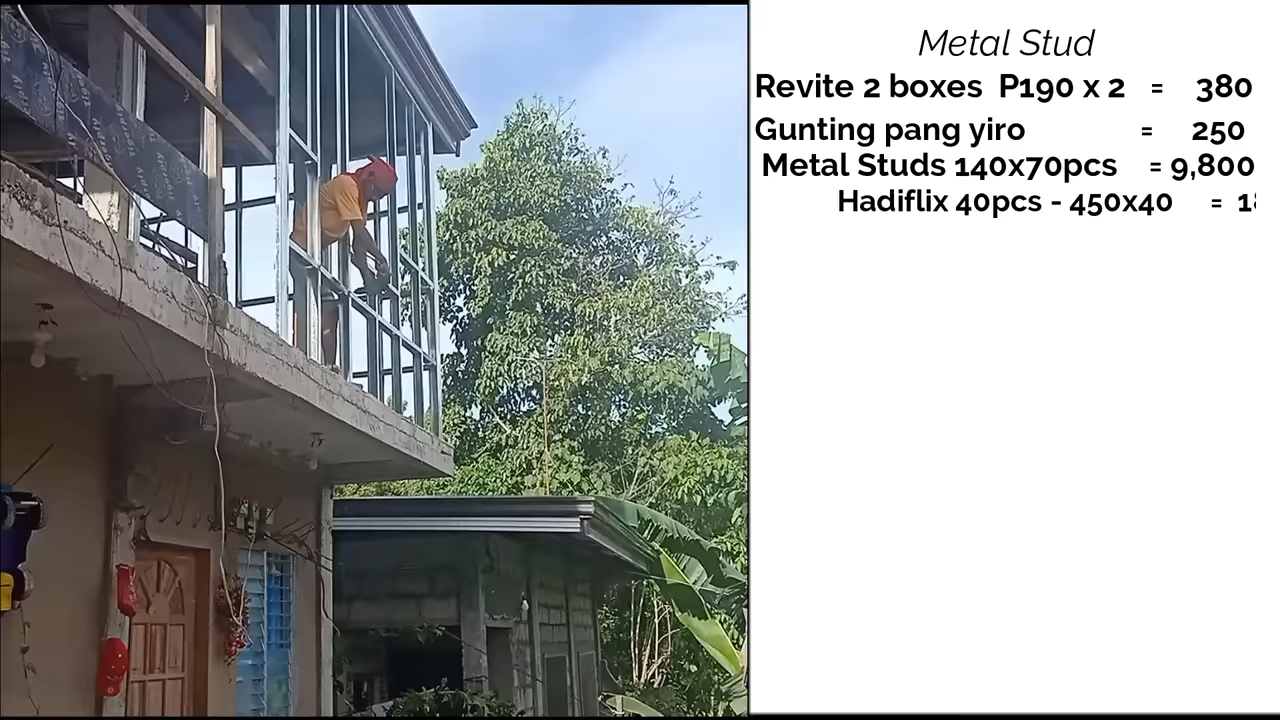 Metal Stud
Revite 2 boxes P190 x 2 = 380
Gunting pang yiro = 250
Metal Studs 140x70pcs = 9,800
Hadiflix 40pcs - 450x40 =